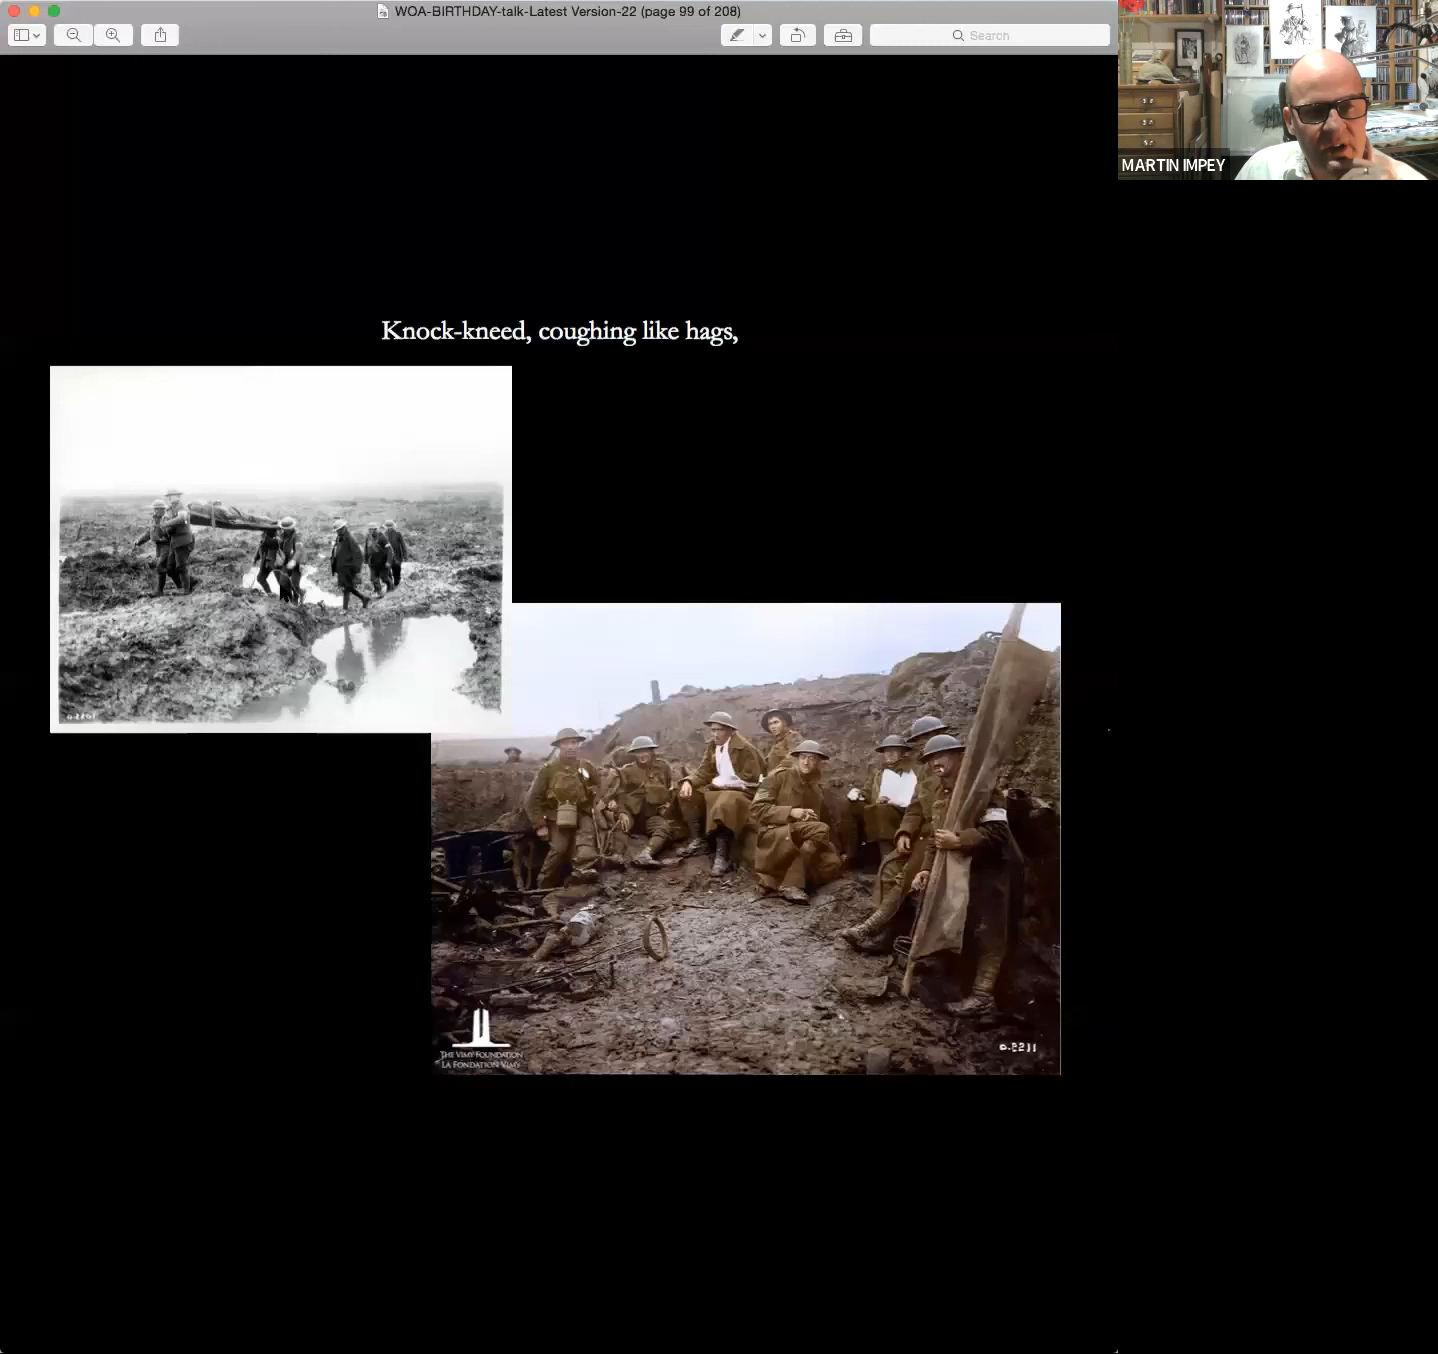 WOA-BIRTHDAY-talk-Latest Version-22 (page 99 of 208)
Search
MARTIN IMPEY
Knock-kneed, coughing like hags,
THE VIMY FOUNDATION
LA FONDATION VIMY
O.2211